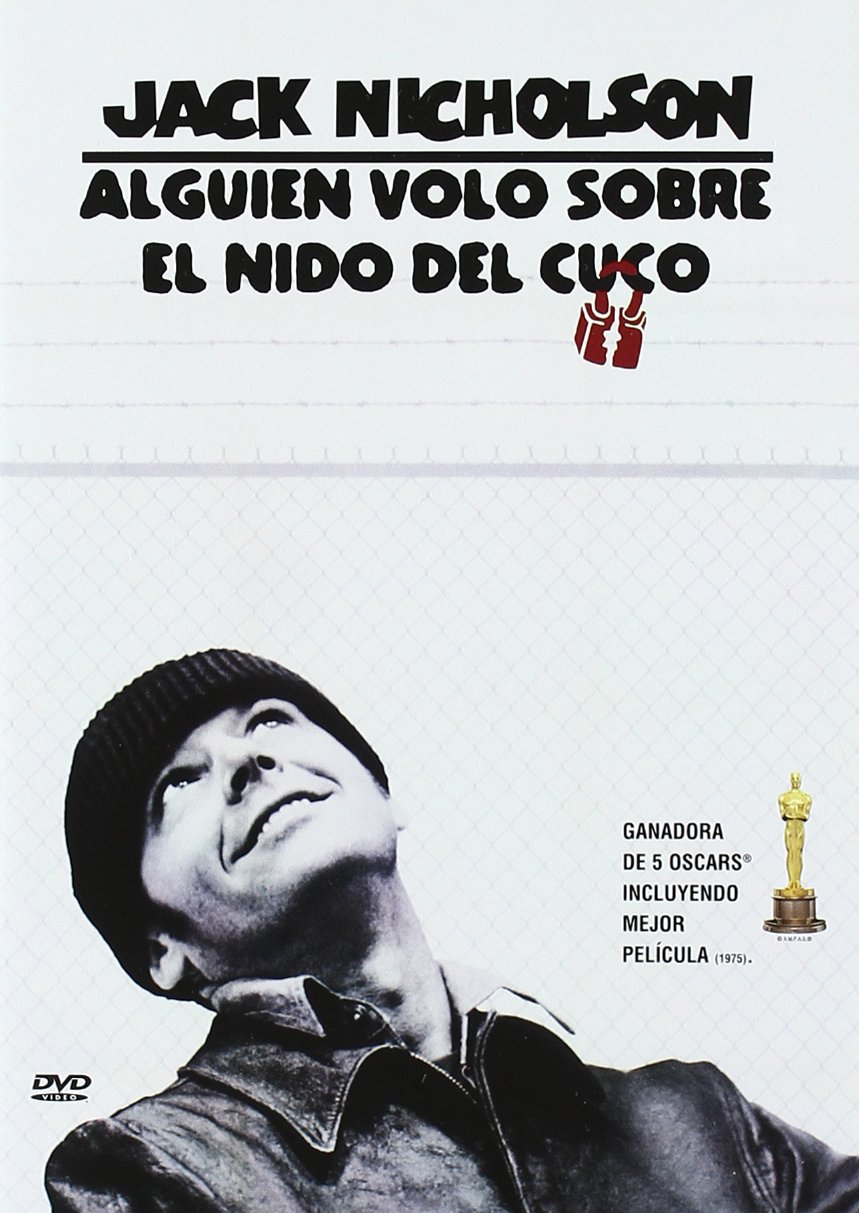 JACK NICHOLSON
ALGUIEN VOLO SOBRE
EL NIDO DEL CUCO
GANADORA
DE 5 OSCARS®
INCLUYENDO
MEJOR
PELÍCULA (1975).
© A.M.P.A.S.®
DVD
VIDEO